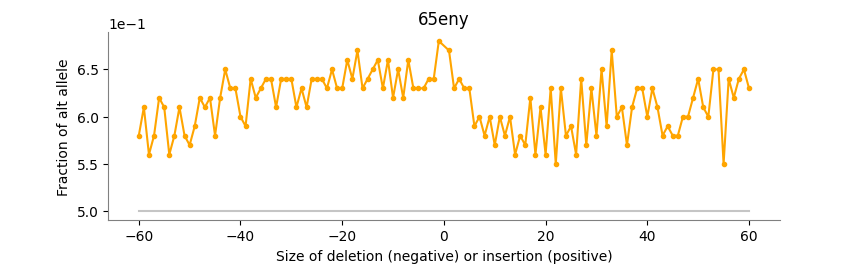 65eny
1e−1
Fraction of alt allele
6.5
6.0
5.5
5.0
−60
−40
−20
0
20
40
60
Size of deletion (negative) or insertion (positive)